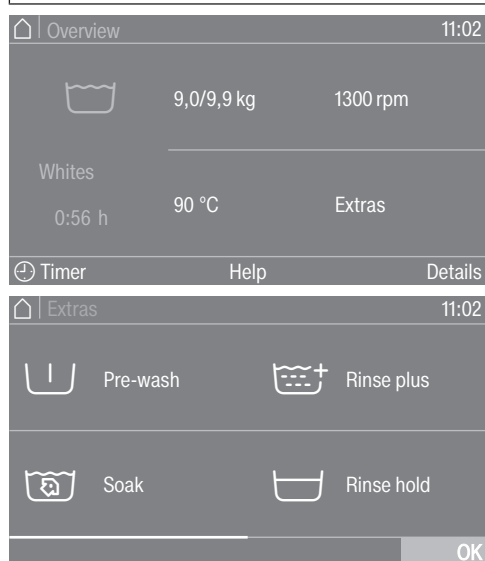 Overview 11:02
9,0/9,9 kg 1300 rpm
Whites
0:56 h
90 °C Extras
Timer Help Details
Extras 11:02
Pre-wash Rinse plus
Soak Rinse hold
OK